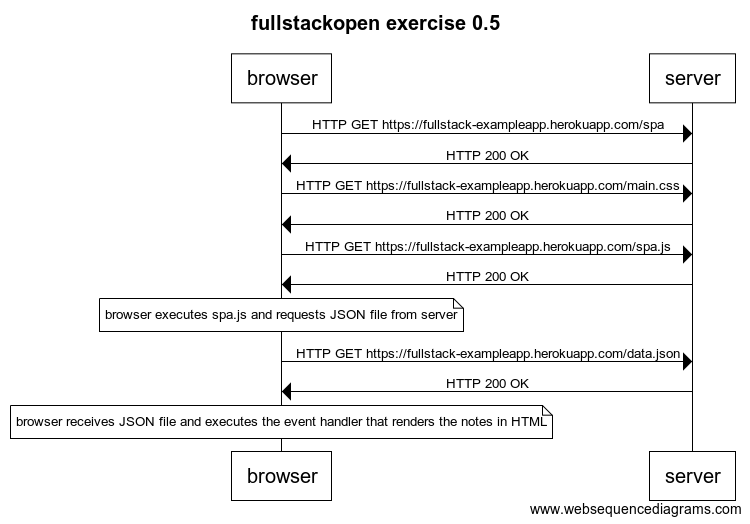 fullstackopen exercise 0.5
browser
server
HTTP GET https://fullstack-exampleapp.herokuapp.com/spa
HTTP 200 OK
HTTP GET https://fullstack-exampleapp.herokuapp.com/main.css
HTTP 200 OK
HTTP GET https://fullstack-exampleapp.herokuapp.com/spa.js
HTTP 200 OK
browser executes spa.js and requests JSON file from server
HTTP GET https://fullstack-exampleapp.herokuapp.com/data.json
HTTP 200 OK
browser receives JSON file and executes the event handler that renders the notes in HTML
browser
server
www.websequencediagrams.com